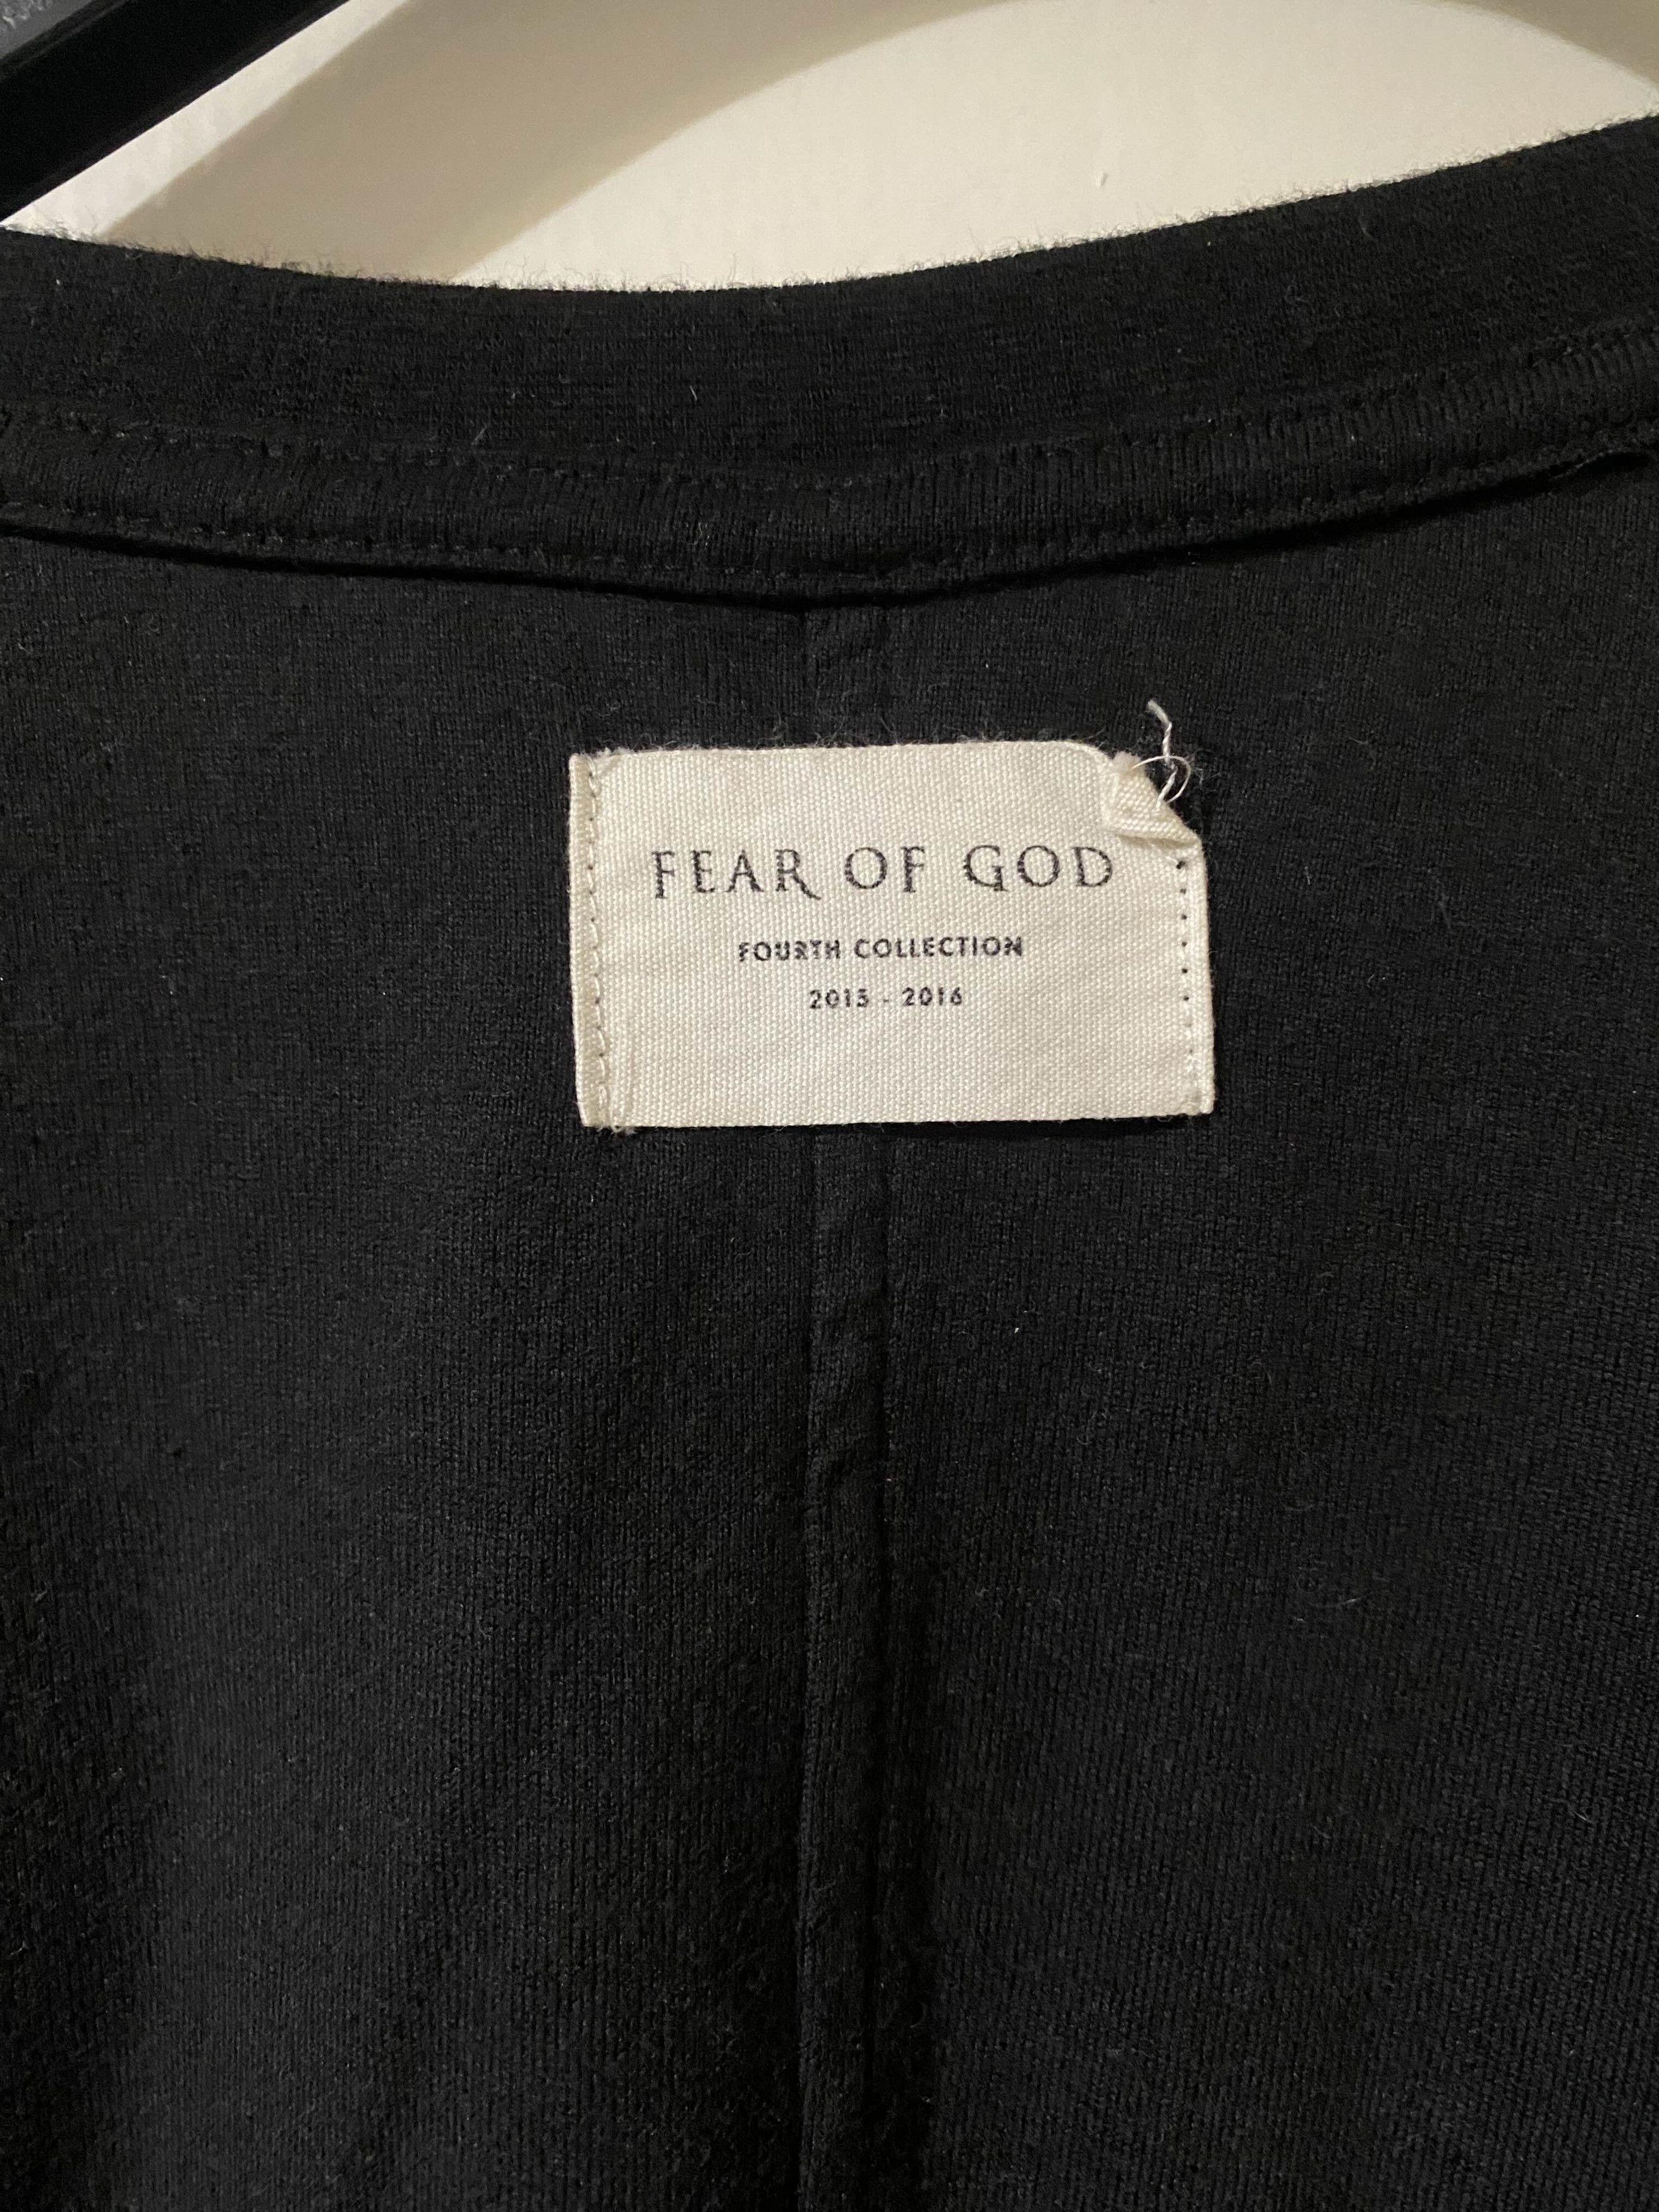 FEAR OF GOD
FOURTH COLLECTION
2015 - 2016